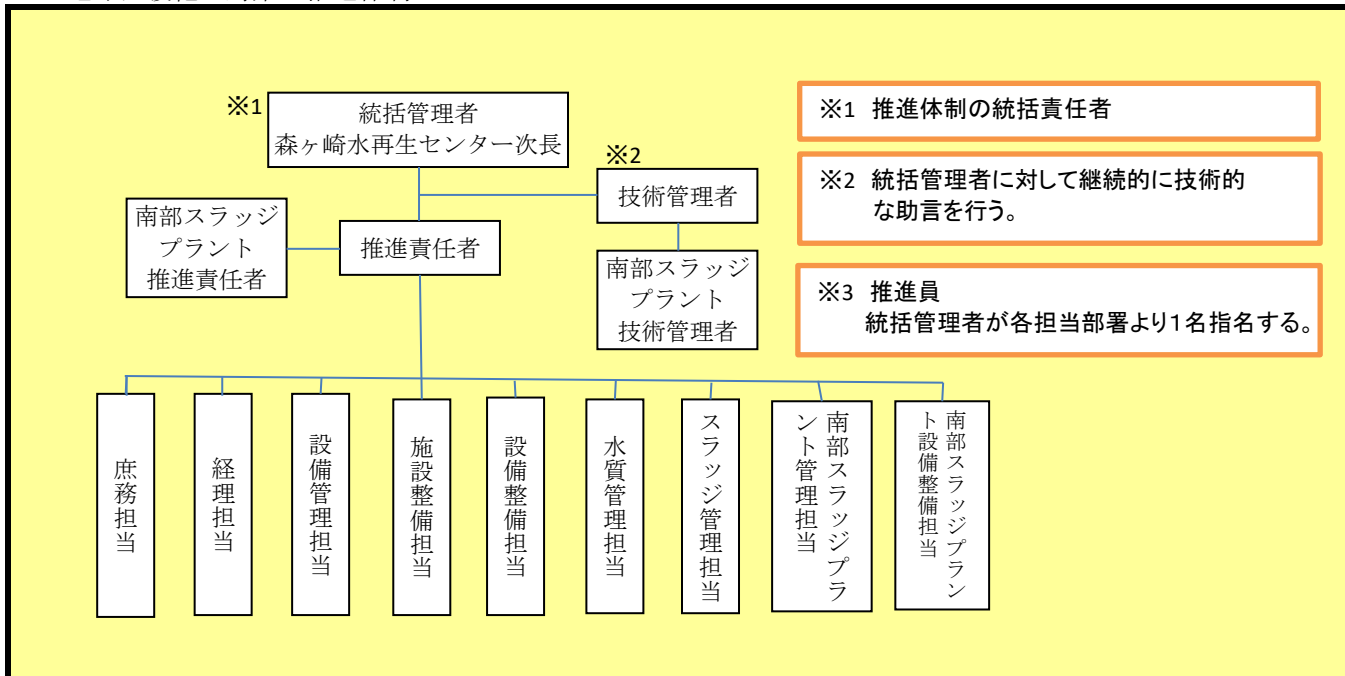 ※1
統括管理者
森ヶ崎水再生センター次長
※2
技術管理者
南部スラッジ
プラント
推進責任者
推進責任者
南部スラッジ
プラント
技術管理者
※1 推進体制の統括責任者
※2 統括管理者に対して継続的に技術的
な助言を行う。
※3 推進員
統括管理者が各担当部署より1名指名する。
庶務担当
経理担当
設備管理担当
施設整備担当
設備整備担当
水質管理担当
スラッジ管理担当
南部スラッジプラ
ント管理担当
南部スラッジプラン
ト設備整備担当